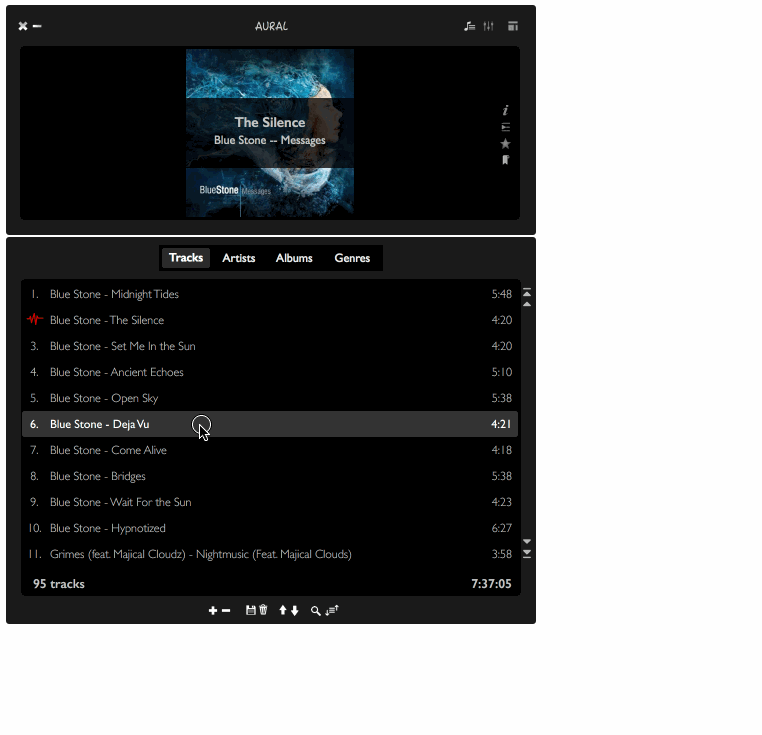 AURAL
The Silence
Blue Stone -- Messages
BlueStone Messages
Tracks Artists Albums Genres
1. Blue Stone - Midnight Tides 5:48
Blue Stone - The Silence 4:20
3. Blue Stone - Set Me In the Sun 4:20
4. Blue Stone - Ancient Echoes 5:10
5. Blue Stone - Open Sky 5:38
6. Blue Stone - Deja Vu 4:21
7. Blue Stone - Come Alive 4:18
8. Blue Stone - Bridges 5:38
9. Blue Stone - Wait For the Sun 4:23
10. Blue Stone - Hypnotized 6:27
11. Grimes (feat. Majical Cloudz) - Nightmusic (Feat. Majical Clouds) 3:58
95 tracks 7:37:05